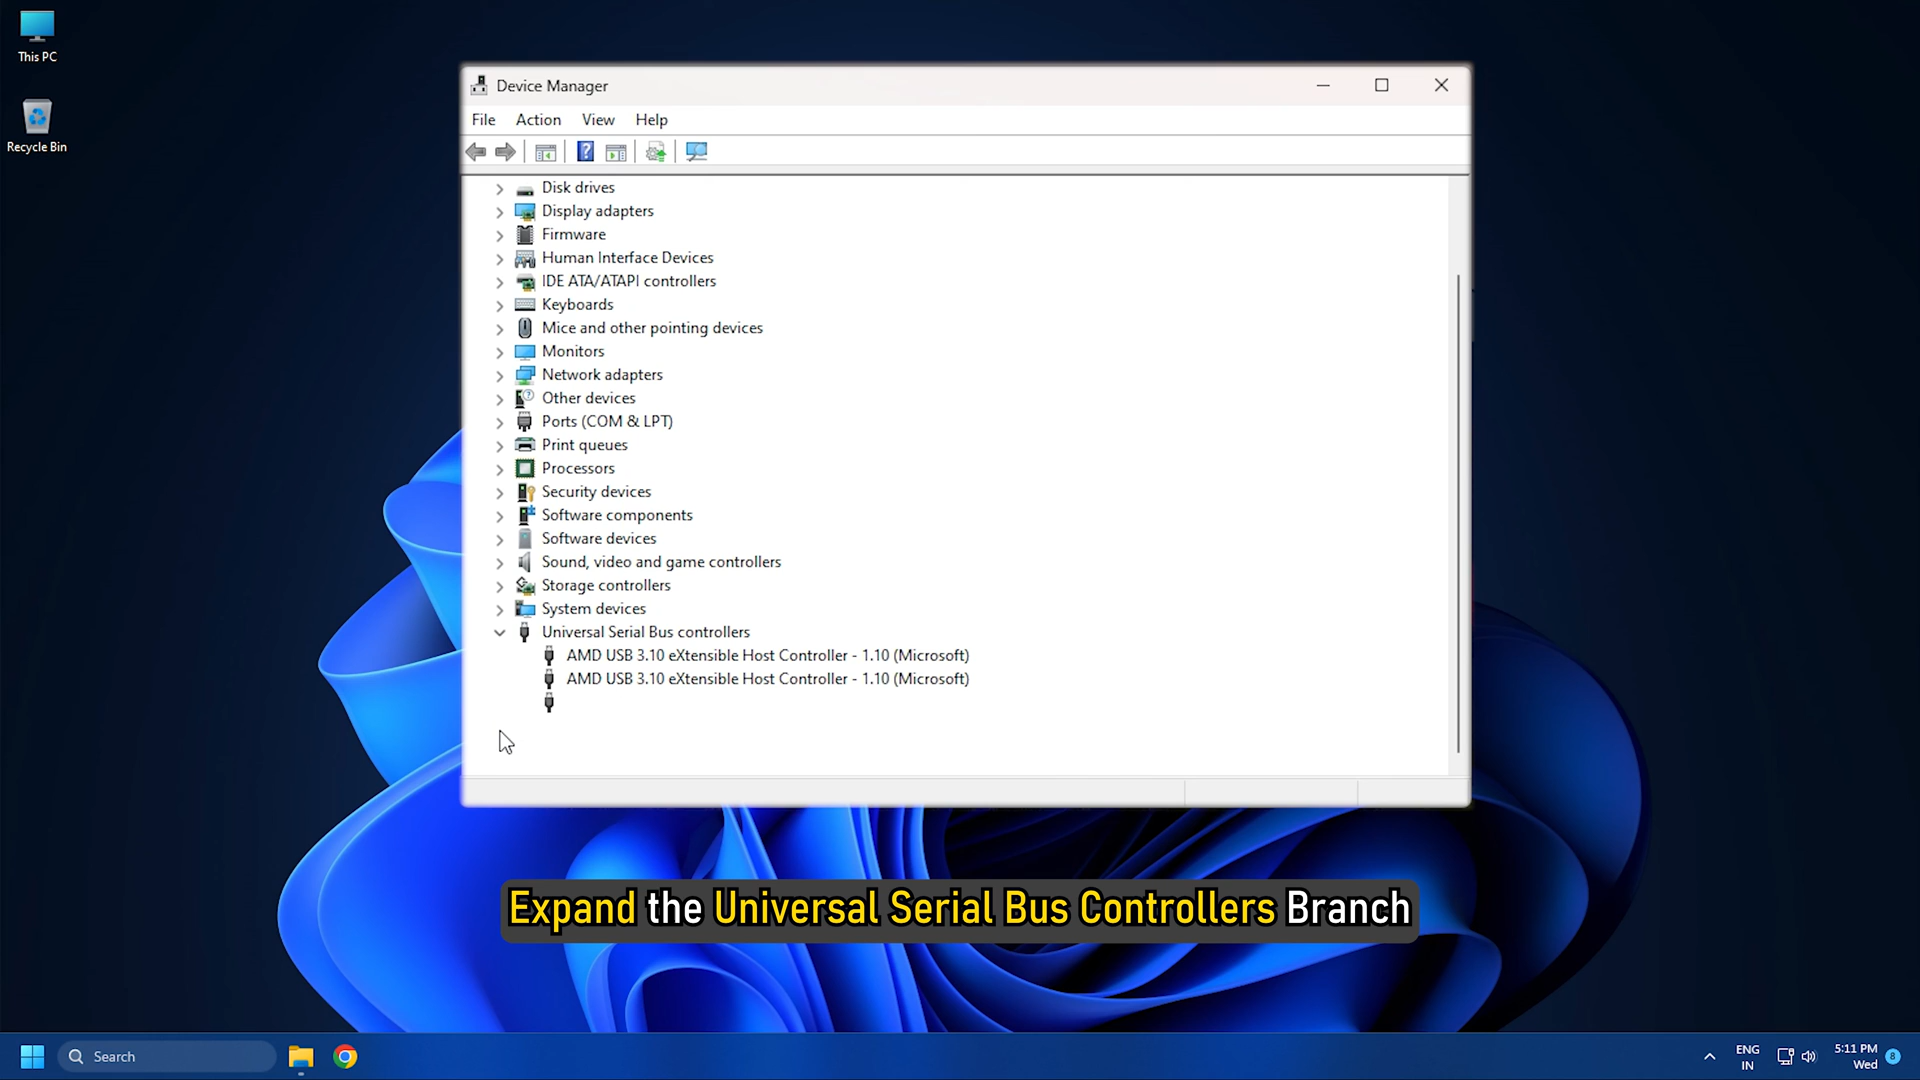 This PC
Recycle Bin
Device Manager
File Action View Help
Disk drives
Display adapters
Firmware
Human Interface Devices
IDE ATA/ATAPI controllers
Keyboards
Mice and other pointing devices
Monitors
Network adapters
Other devices
Ports (COM & LPT)
Print queues
Processors
Security devices
Software components
Software devices
Sound, video and game controllers
Storage controllers
System devices
Universal Serial Bus controllers
AMD USB 3.10 eXtensible Host Controller - 1.10 (Microsoft)
AMD USB 3.10 eXtensible Host Controller - 1.10 (Microsoft)
Expand the Universal Serial Bus Controllers Branch
Search
ENG
IN
5:11 PM
Wed
8